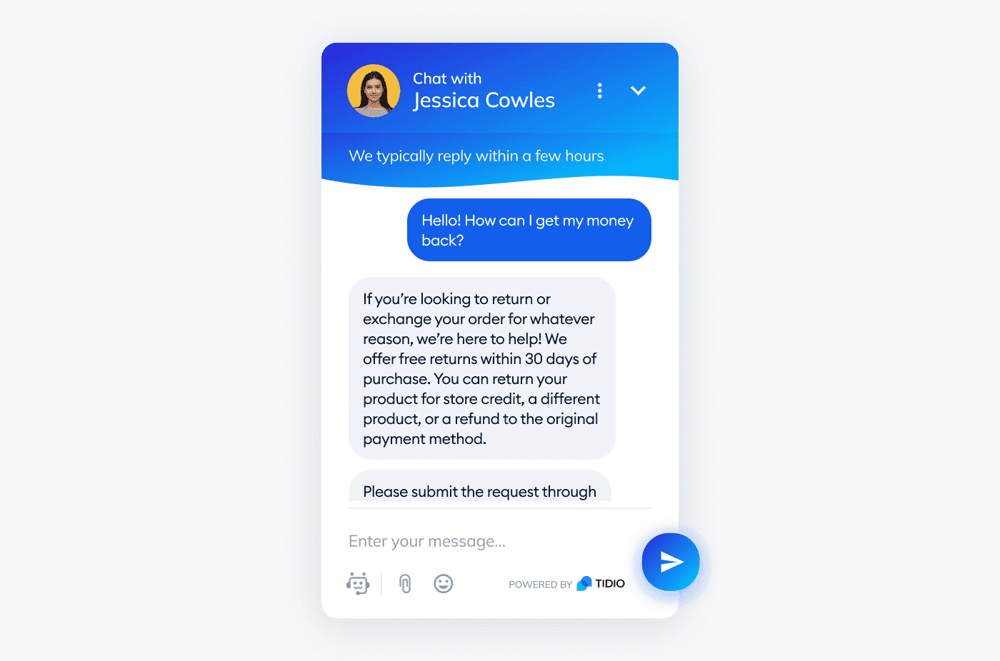 Chat with
Jessica Cowles
We typically reply within a few hours
Hello! How can I get my money
back?
If you’re looking to return or
exchange your order for whatever
reason, we’re here to help! We
offer free returns within 30 days of
purchase. You can return your
product for store credit, a different
product, or a refund to the original
payment method.
Please submit the request through
Enter your message...
POWERED BY TIDIO